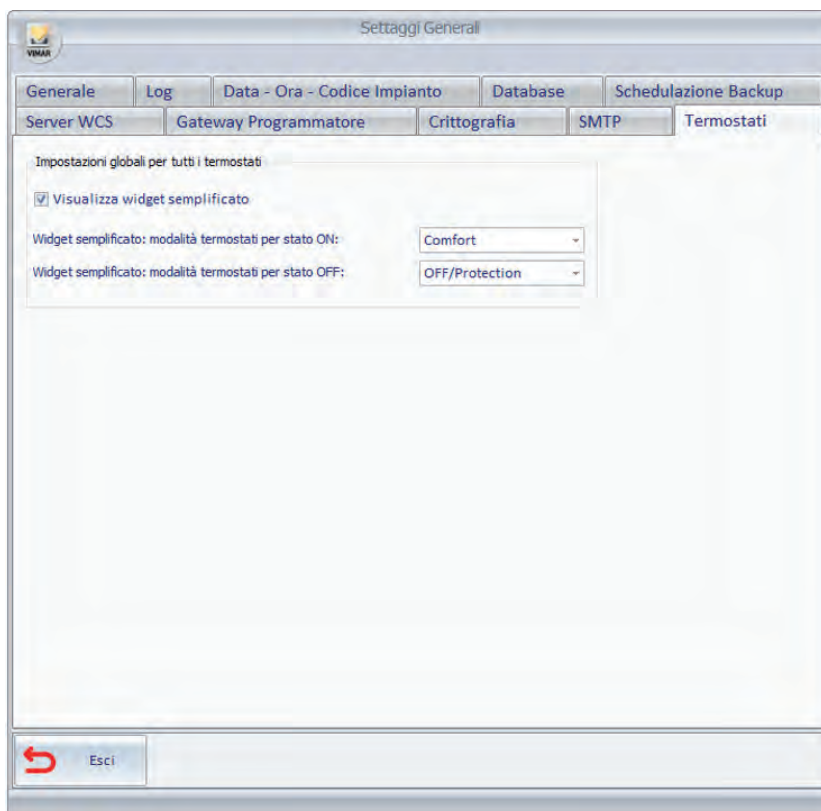 Settaggi Generali
VIMAR
Generale Log Data - Ora - Codice Impianto Database Schedulazione Backup
Server WCS Gateway Programmatore Crittografia SMTP Termostati
Impostazioni globali per tutti i termostati
Visualizza widget semplificato
Widget semplificato: modalità termostati per stato ON: Comfort
Widget semplificato: modalità termostati per stato OFF: OFF/Protection
Esci